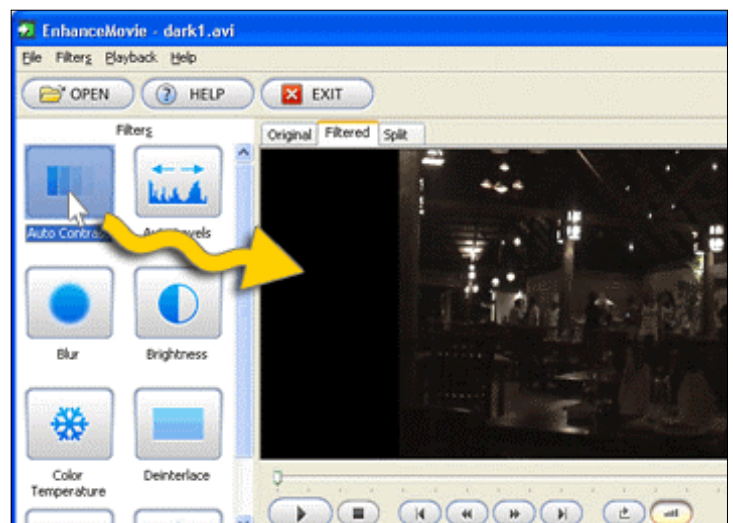 EnhanceMovie - dark1.avi
File Filters Playback Help
OPEN HELP EXIT
Filters
Original Filtered Split
Auto Contras
Blur Brightness
Color Temperature
Deinterlace